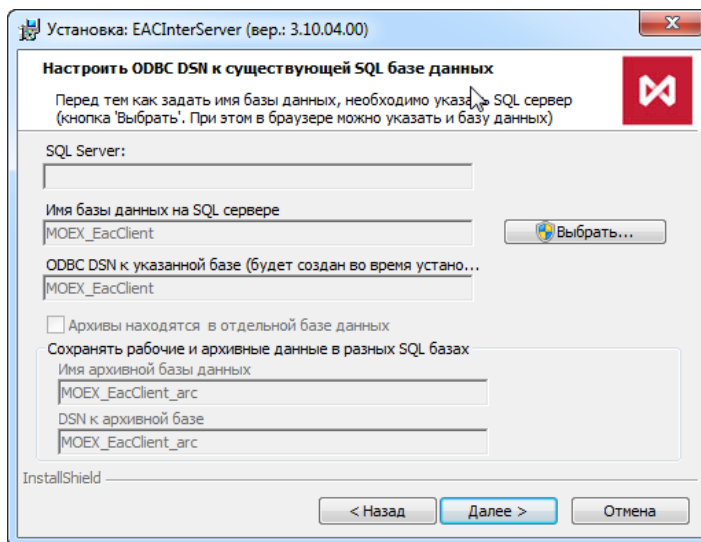 Установка: EACInterServer (вер.: 3.10.04.00)
Настроить ODBC DSN к существующей SQL базе данных
Перед тем как задать имя базы данных, необходимо указать SQL сервер
(кнопка 'Выбрать'. При этом в браузере можно указать и базу данных)
SQL Server:
Имя базы данных на SQL сервере
MOEX_EacClient
Выбрать...
ODBC DSN к указанной базе (будет создан во время устано...
MOEX_EacClient
Архивы находятся в отдельной базе данных
Сохранять рабочие и архивные данные в разных SQL базах
Имя архивной базы данных
MOEX_EacClient_arc
DSN к архивной базе
MOEX_EacClient_arc
InstallShield
< Назад
Далее >
Отмена